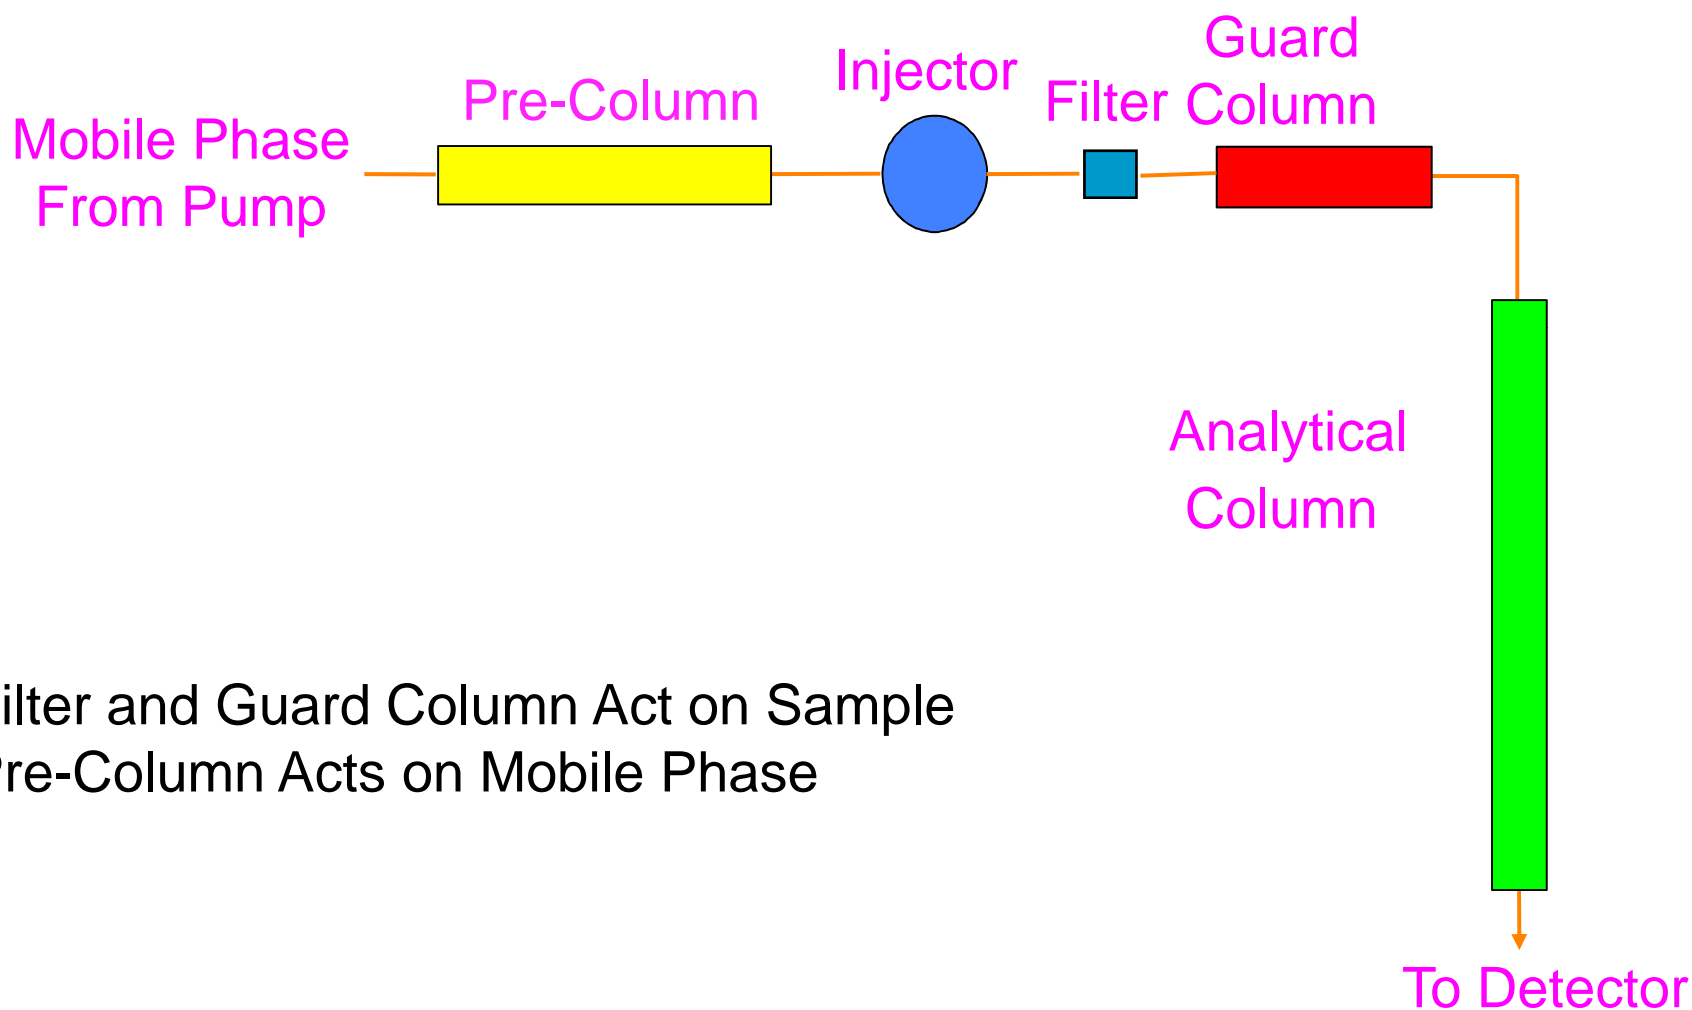 Guard
Injector
Pre-Column
Filter Column
Mobile Phase
From Pump
Analytical
Column
ilter and Guard Column Act on Sample
Pre-Column Acts on Mobile Phase
To Detector